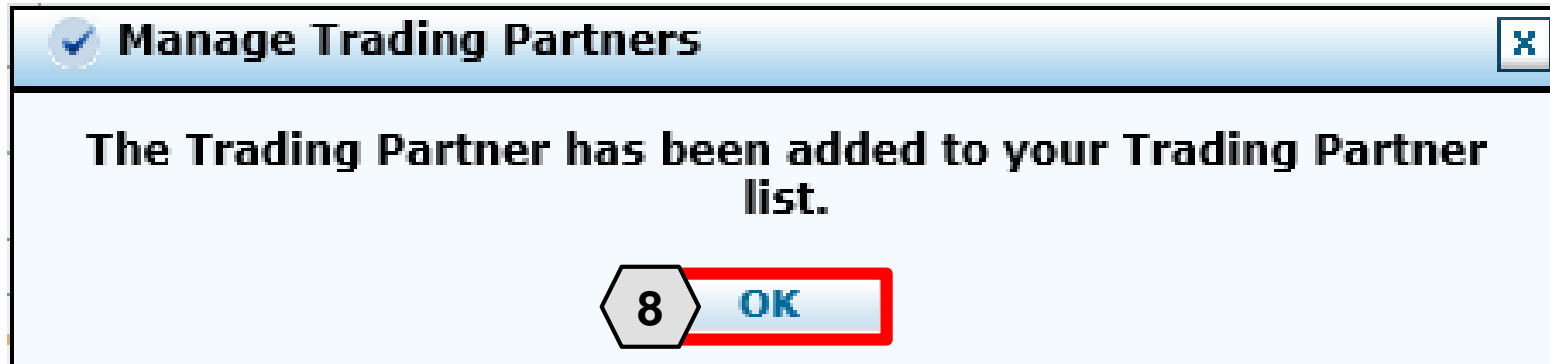 Manage Trading Partners
X
The Trading Partner has been added to your Trading Partner
list.
8 OK